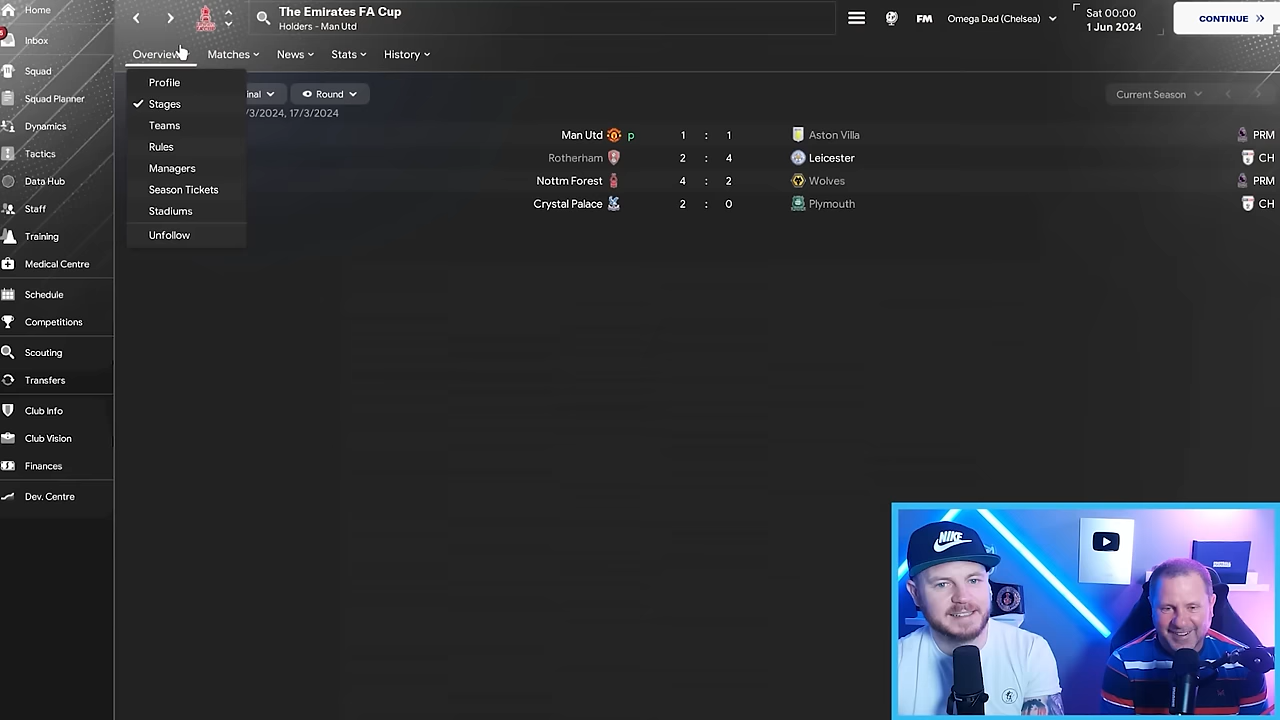 Home
The Emirates FA Cup
Holders - Man Utd
FM
Omega Dad (Chelsea)
Sat 00:00
1 Jun 2024
CONTINUE
Inbox
Squad
Squad Planner
Dynamics
Tactics
Data Hub
Staff
Training
Medical Centre
Schedule
Competitions
Scouting
Transfers
Club Info
Club Vision
Finances
Dev. Centre
Overview
Matches
News
Stats
History
Profile
Stages
Teams
Rules
Managers
Season Tickets
Stadiums
Unfollow
inal
Round
Current Season
/3/2024, 17/3/2024
Man Utd p 1 : 1 Aston Villa PRM
Rotherham 2 : 4 Leicester CH
Nottm Forest 4 : 2 Wolves PRM
Crystal Palace 2 : 0 Plymouth CH
NIKE